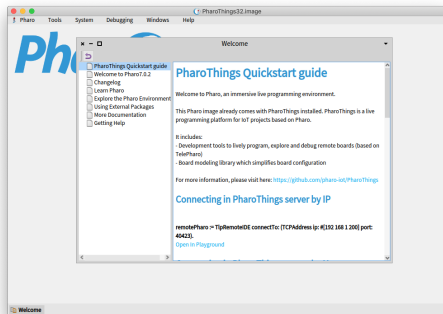 PharoThings32.image
Pharo Tools System Debugging Windows Help
Pha
Welcome
PharoThings Quickstart guide
Welcome to Pharo7.0.2
Changelog
Learn Pharo
Explore the Pharo Environment
Using External Packages
More Documentation
Getting Help
PharoThings Quickstart guide
Welcome to Pharo, an immersive live programming environment.
This Pharo image already comes with PharoThings installed. PharoThings is a live
programming platform for IoT projects based on Pharo.
It includes:
- Development tools to lively program, explore and debug remote boards (based on
TelePharo)
- Board modeling library which simplifies board configuration
For more information, please visit here: https://github.com/pharo-iot/PharoThings
Connecting in PharoThings server by IP
remotePharo := TlpRemoteIDE connectTo: (TCPAddress ip: #[192 168 1 200] port:
40423).
Open in Playground
Welcome